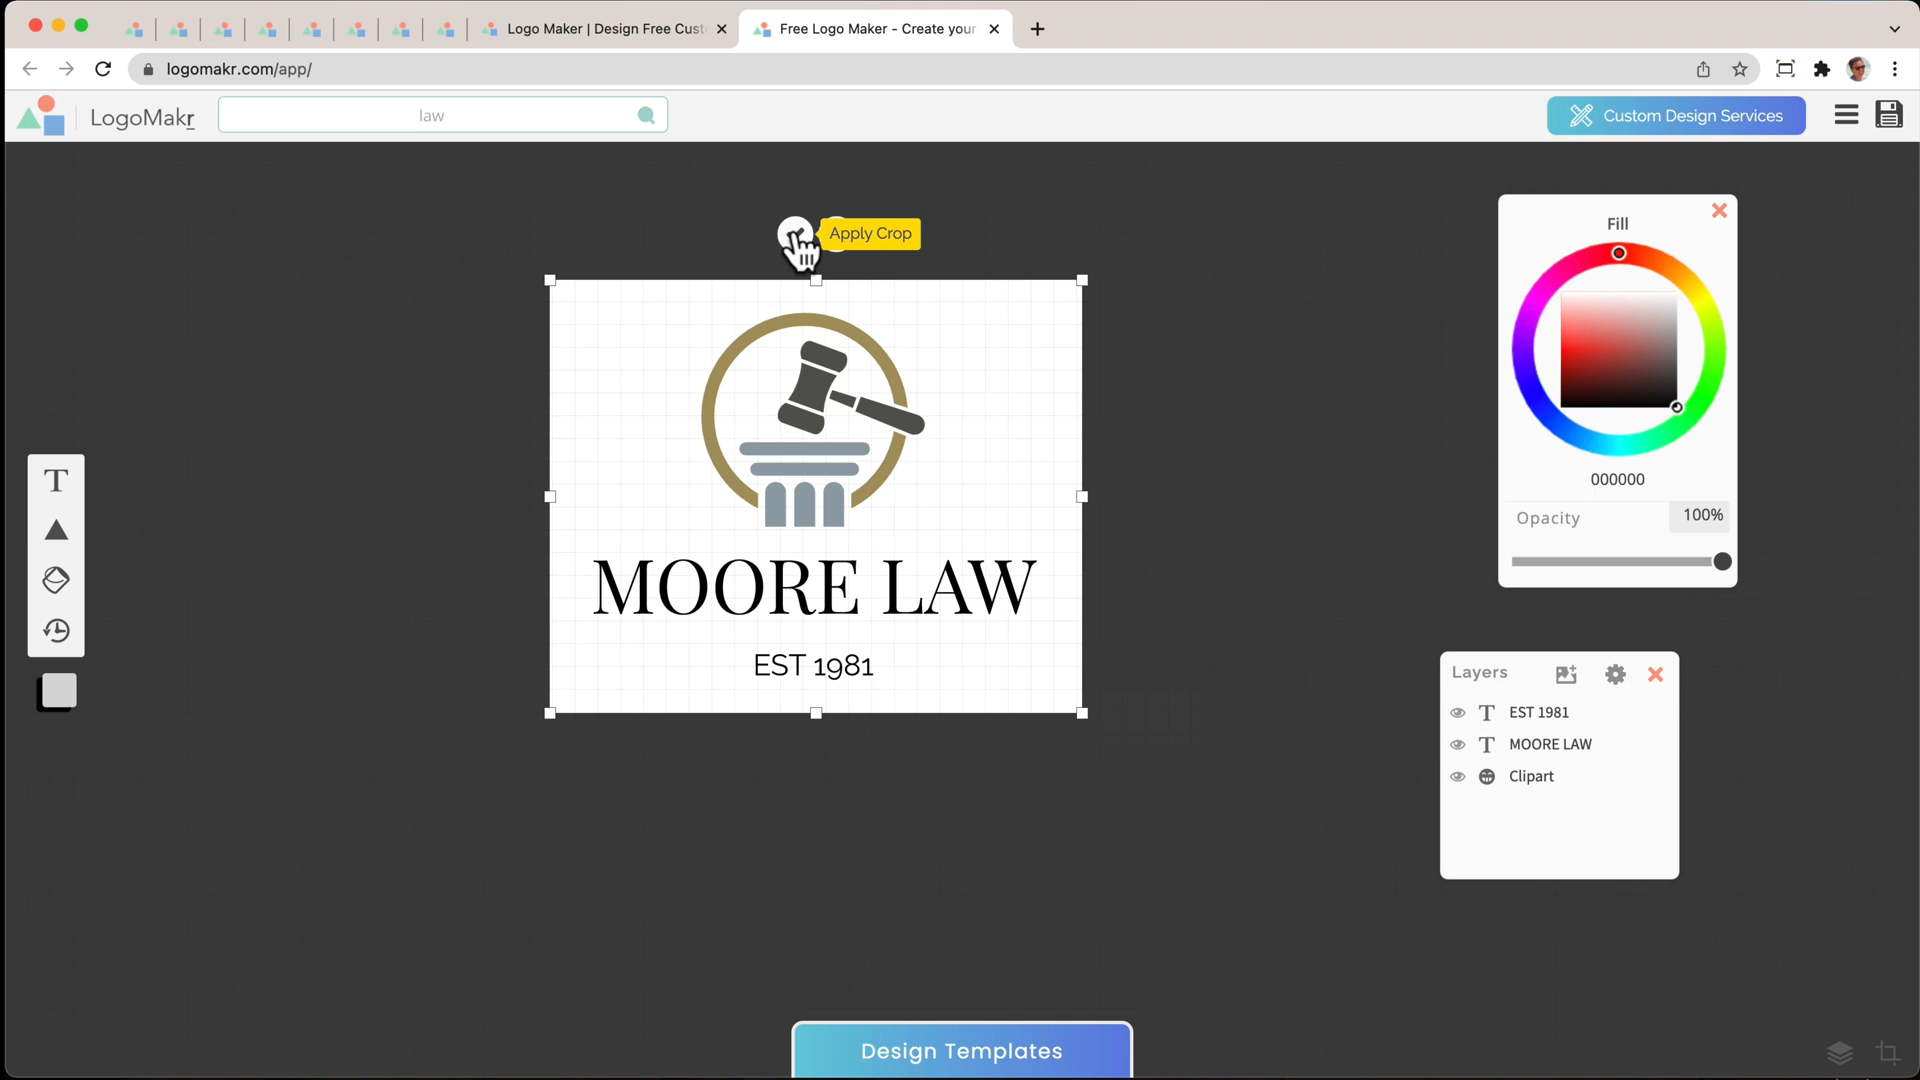 Logo Maker | Design Free Cust
Free Logo Maker - Create your
logomakr.com/app/
LogoMakr
law
Custom Design Services
Apply Crop
Fill
000000
Opacity
100%
MOORE LAW
EST 1981
Layers
EST 1981
MOORE LAW
Clipart
Design Templates